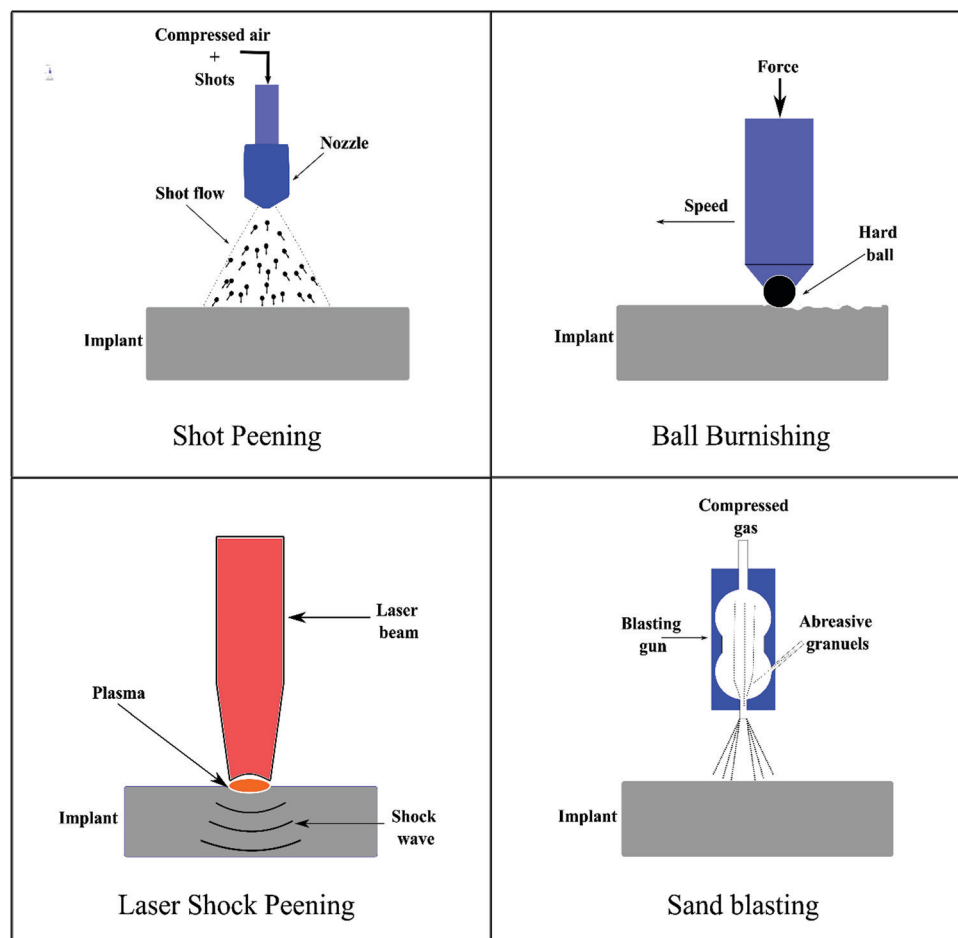 Compressed air
+
Shots
Nozzle
Shot flow
Implant
Shot Peening
Force
Speed
Hard
ball
Implant
Ball Burnishing
Laser
beam
Plasma
Implant
Shock
wave
Laser Shock Peening
Compressed
gas
Blasting
gun
Abreasive
granuels
Implant
Sand blasting